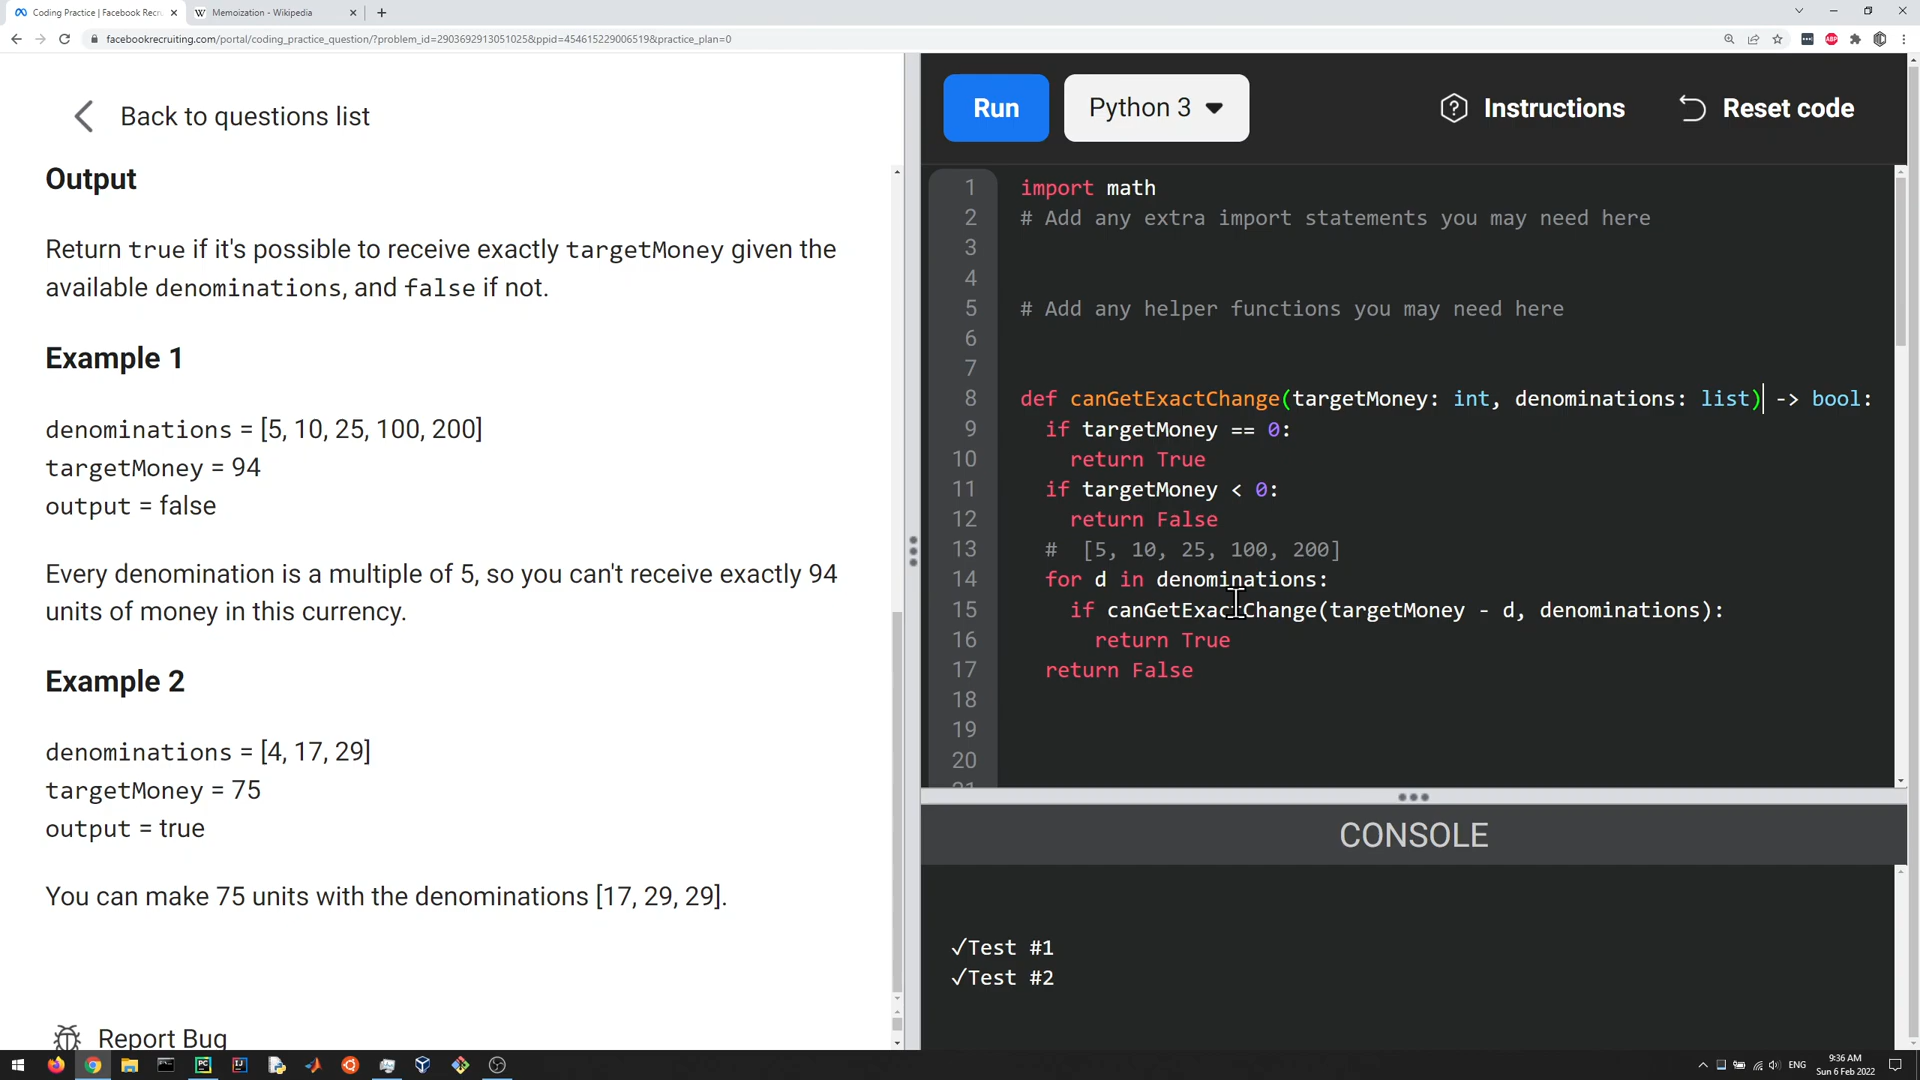 Coding Practice | Facebook Recru
Memoization - Wikipedia
facebookrecruiting.com/portal/coding_practice_question/?problem_id=2903692913051025&ppid=454615229006519&practice_plan=0
ABP
Back to questions list
Output
Return true if it's possible to receive exactly targetMoney given the
available denominations, and false if not.
Example 1
denominations = [5, 10, 25, 100, 200]
targetMoney = 94
output = false
Every denomination is a multiple of 5, so you can't receive exactly 94
units of money in this currency.
Example 2
denominations = [4, 17, 29]
targetMoney = 75
output = true
You can make 75 units with the denominations [17, 29, 29].
Report Bug
Run
Python 3
Instructions
Reset code
1 import math
2 # Add any extra import statements you may need here
3
4
5 # Add any helper functions you may need here
6
7
8 def canGetExactChange(targetMoney: int, denominations: list) -> bool:
9 if targetMoney == 0:
10 return True
11 if targetMoney < 0:
12 return False
13 # [5, 10, 25, 100, 200]
14 for d in denominations:
15 if canGetExactChange(targetMoney - d, denominations):
16 return True
17 return False
18
19
20
21
CONSOLE
✓Test #1
✓Test #2
ENG
9:36 AM
Sun 6 Feb 2022